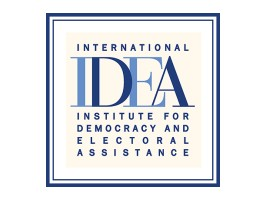 INTERNATIONAL
IDEA
INSTITUTE FOR
DEMOCRACY AND
ELECTORAL
ASSISTANCE